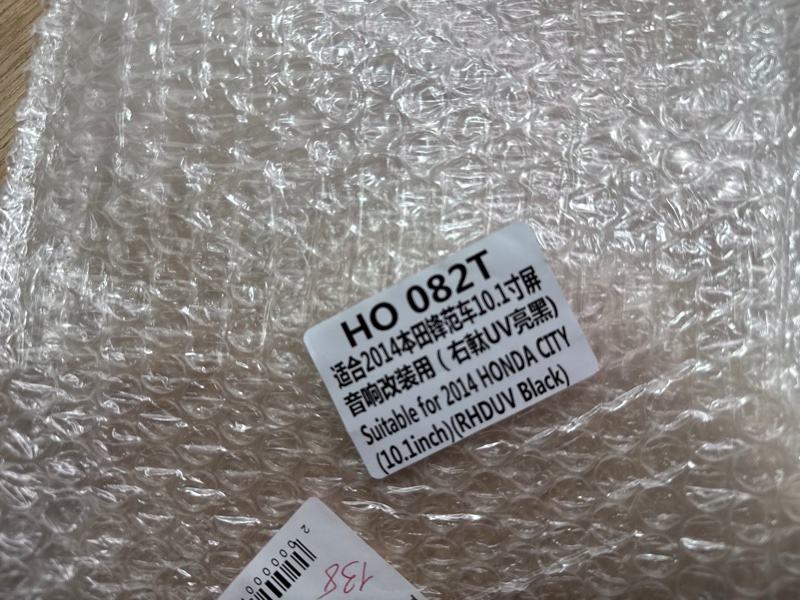 HO 082T
适合2014本田锋范车10.1寸屏
音响改装用（右軚UV亮黑)
Suitable for 2014 HONDA CITY
(10.1inch)(RHDUV Black)
138